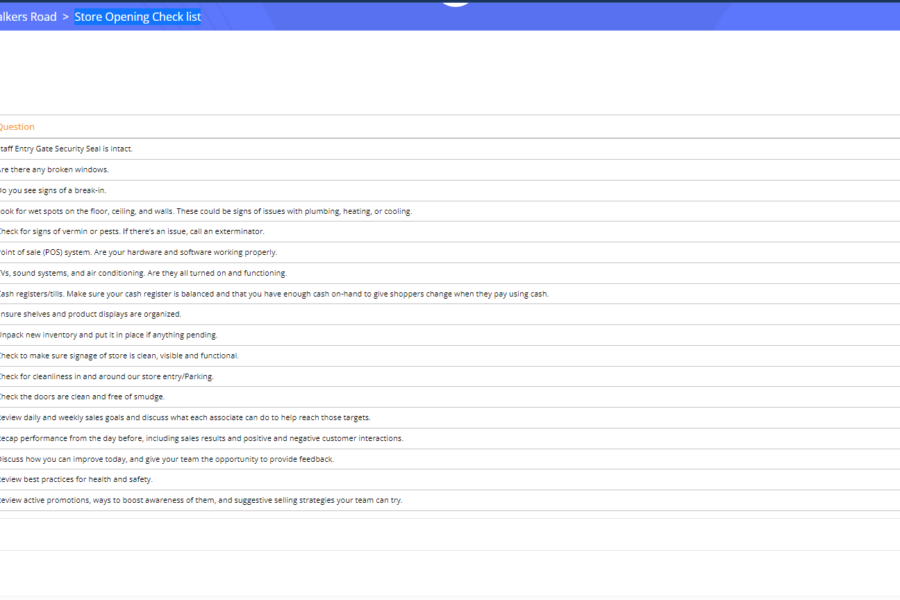 alkers Road > Store Opening Check list
Question
taff Entry Gate Security Seal is intact.
re there any broken windows.
o you see signs of a break-in.
ook for wet spots on the floor, ceiling, and walls. These could be signs of issues with plumbing, heating, or cooling.
heck for signs of vermin or pests. If there's an issue, call an exterminator.
oint of sale (POS) system. Are your hardware and software working properly.
Vs, sound systems, and air conditioning. Are they all turned on and functioning.
ash registers/tills. Make sure your cash register is balanced and that you have enough cash on-hand to give shoppers change when they pay using cash.
nsure shelves and product displays are organized.
npack new inventory and put it in place if anything pending.
heck to make sure signage of store is clean, visible and functional.
heck for cleanliness in and around our store entry/Parking.
heck the doors are clean and free of smudge.
eview daily and weekly sales goals and discuss what each associate can do to help reach those targets.
ecap performance from the day before, including sales results and positive and negative customer interactions.
iscuss how you can improve today, and give your team the opportunity to provide feedback.
eview best practices for health and safety.
eview active promotions, ways to boost awareness of them, and suggestive selling strategies your team can try.